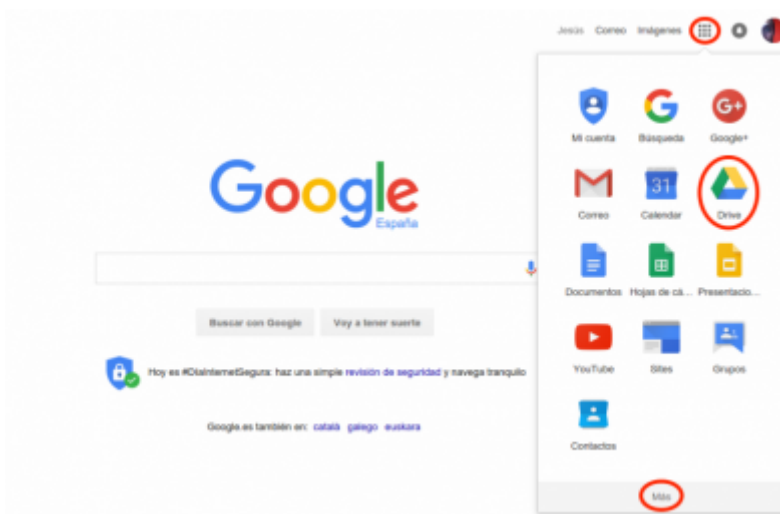 Jesús Correo Imágenes
Mi cuenta Búsqueda Google+
G+
31
Correo Calendar Drive
Documentos Hojas de cá... Presentacio...
YouTube Sites Grupos
Contactos
Más
Google
España
Buscar con Google Voy a tener suerte
Hoy es #DiaInternetSegura: haz una simple revisión de seguridad y navega tranquilo
Google.es también en: català galego euskara